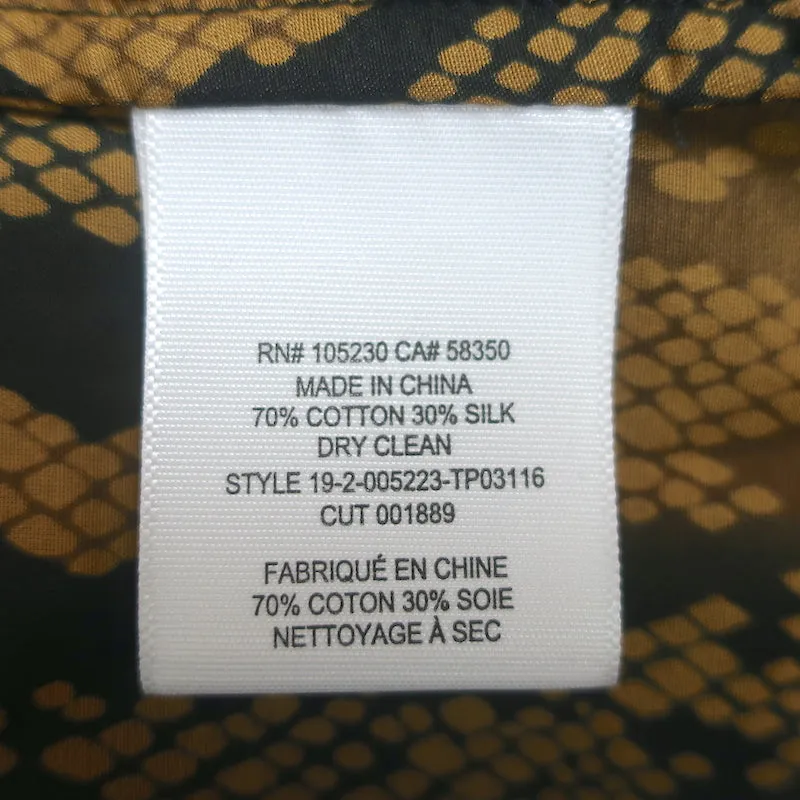 RN# 105230 CA# 58350
MADE IN CHINA
70% COTTON 30% SILK
DRY CLEAN
STYLE 19-2-005223-TP03116
CUT 001889
FABRIQUÉ EN CHINE
70% COTON 30% SOIE
NETTOYAGE À SEC